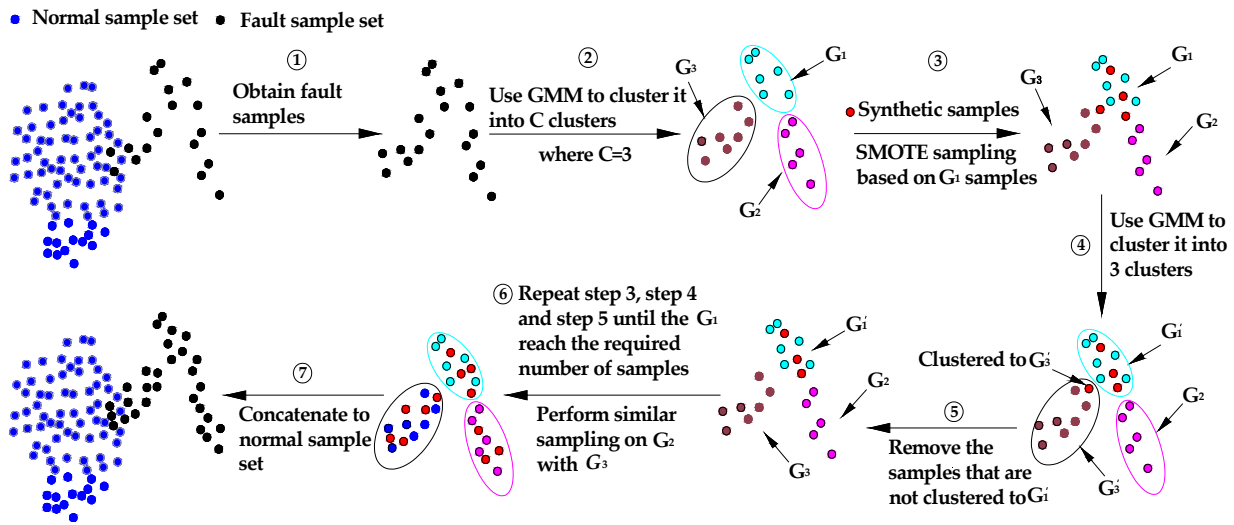 Normal sample set
Fault sample set
①
Obtain fault
samples
②
Use GMM to cluster it
into C clusters
where C=3
G3
G1
G2
③
Synthetic samples
SMOTE sampling
based on G1 samples
G3
G1
G2
④
Use GMM to
cluster it into
3 clusters
Clustered to G3′
G1′
G2
G3′
⑤
Remove the
samples that are
not clustered to G1′
G1′
G2
G3
⑥ Repeat step 3, step 4
and step 5 until the G1
reach the required
number of samples
Perform similar
sampling on G2
with G3
⑦
Concatenate to
normal sample
set